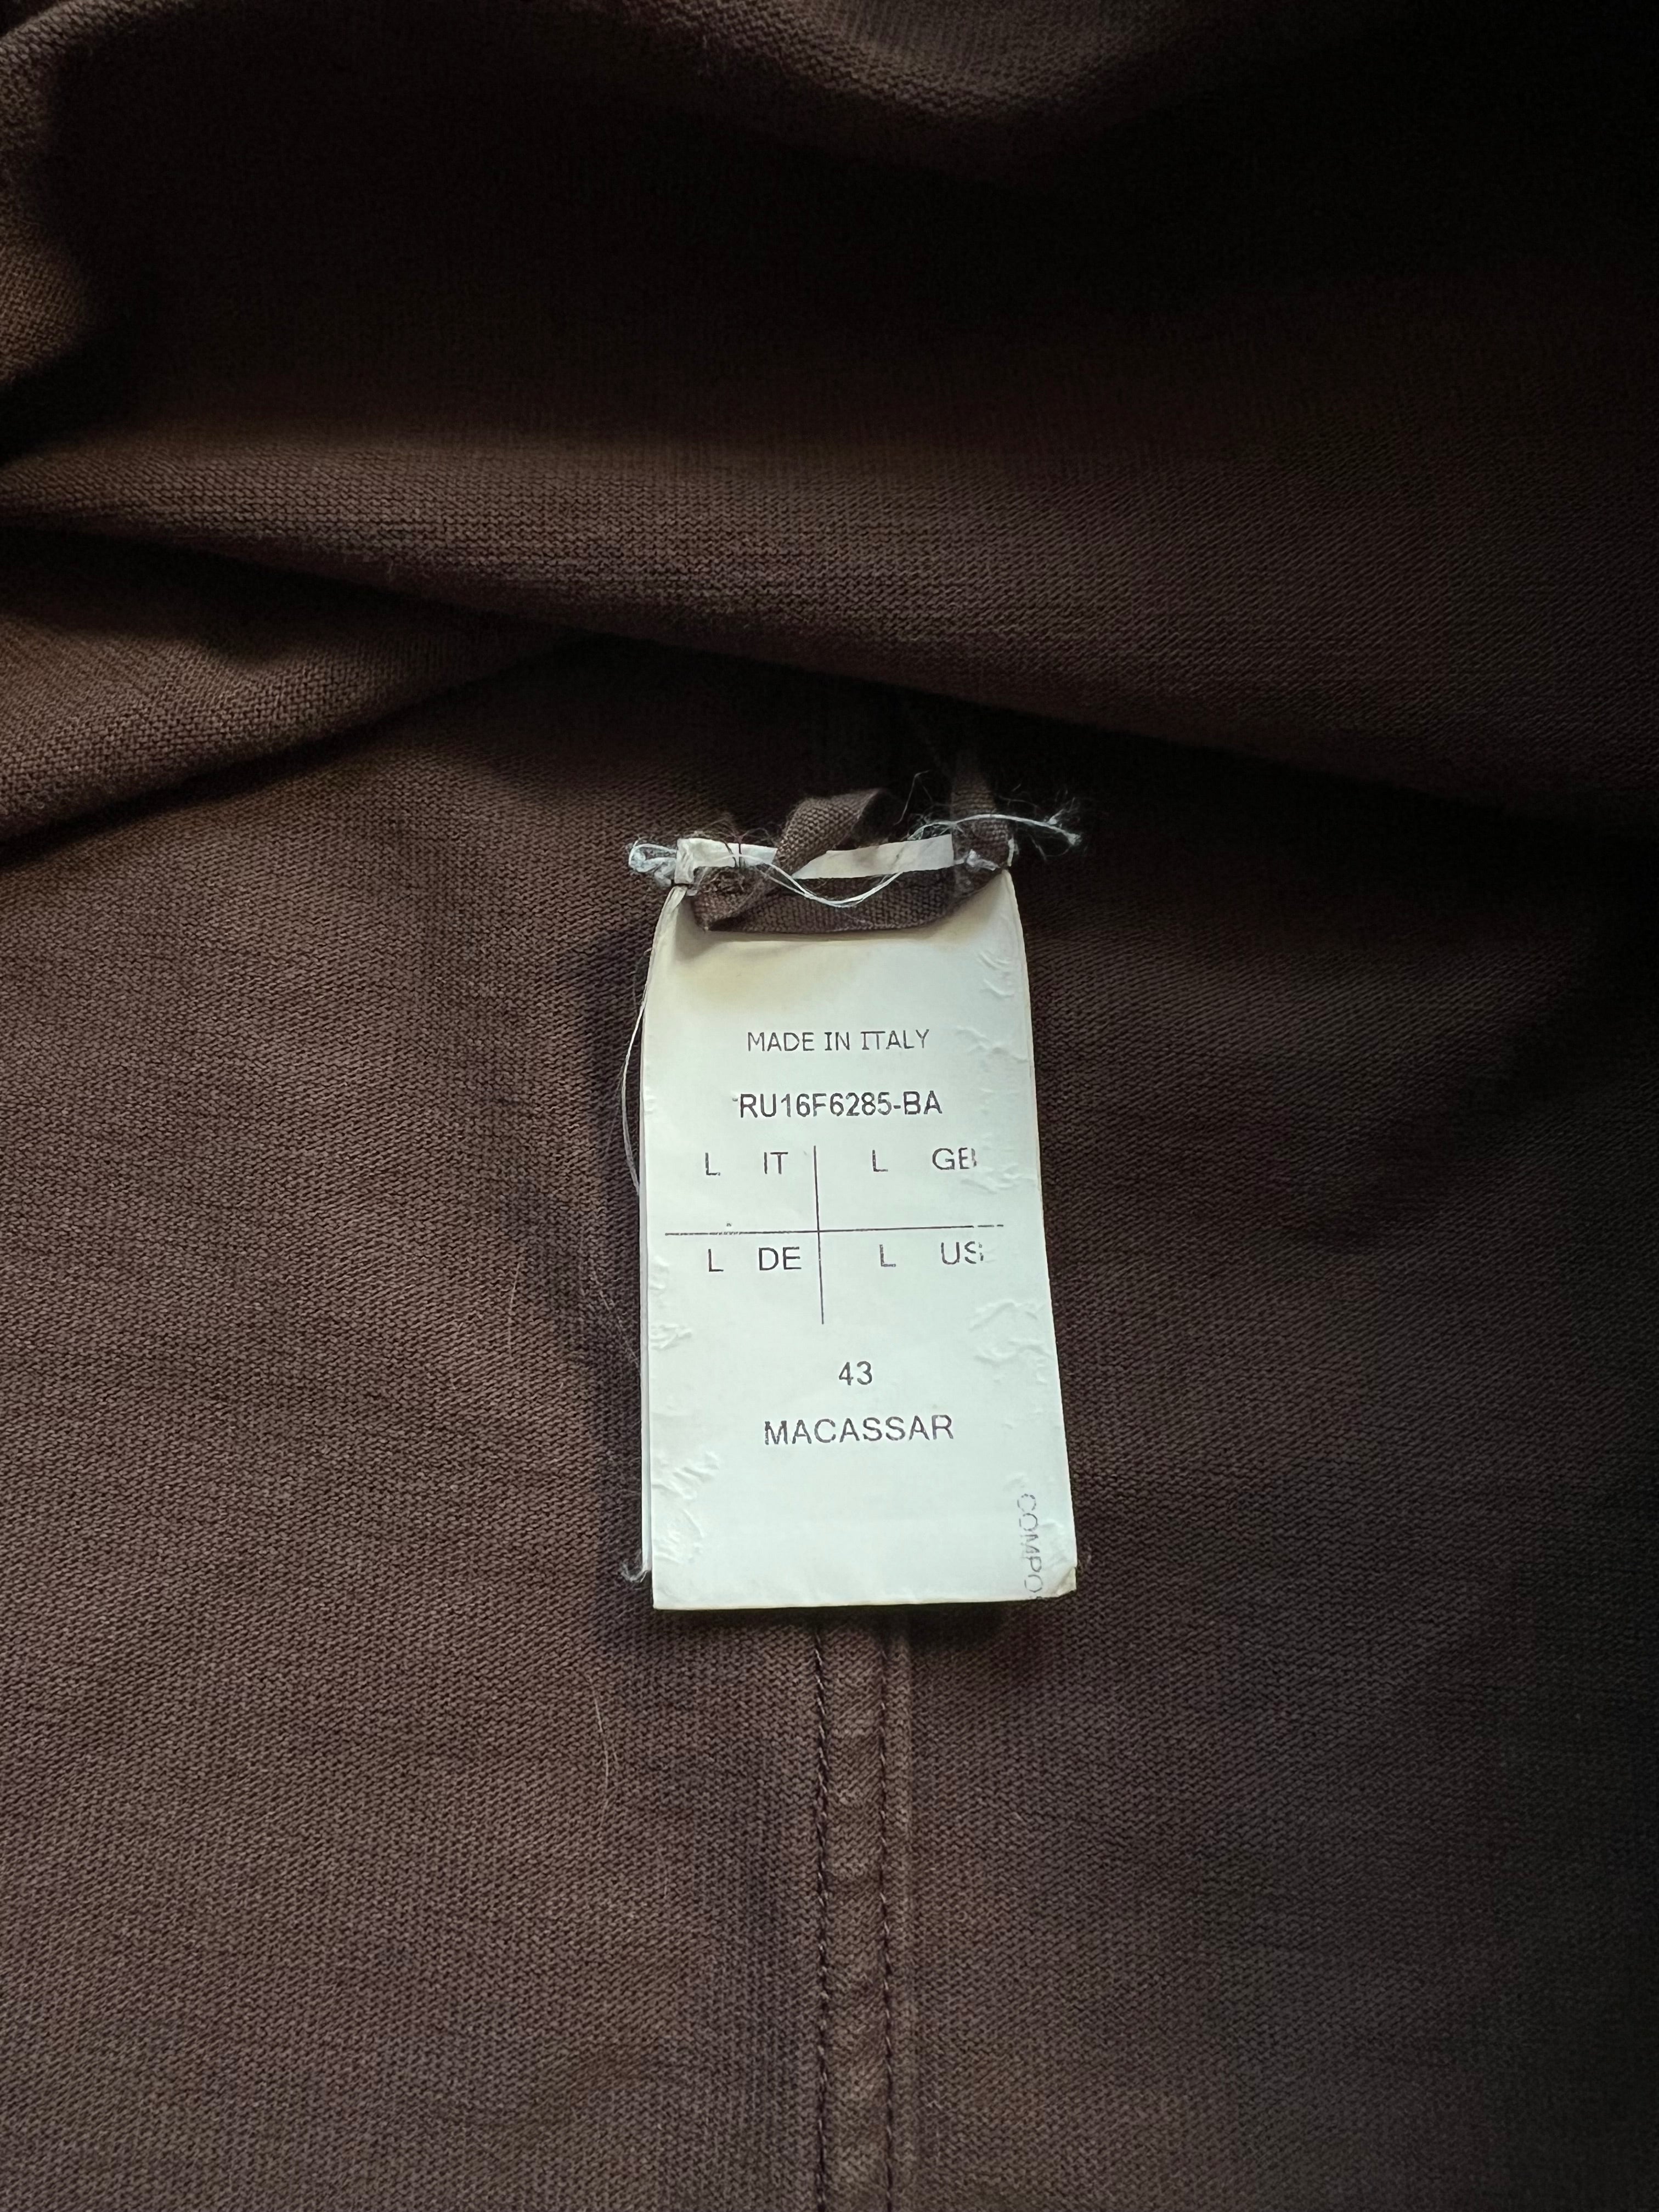 MADE IN ITALY
RU16F6285-BA
L IT L GB
L DE L US
43
MACASSAR
COMPO